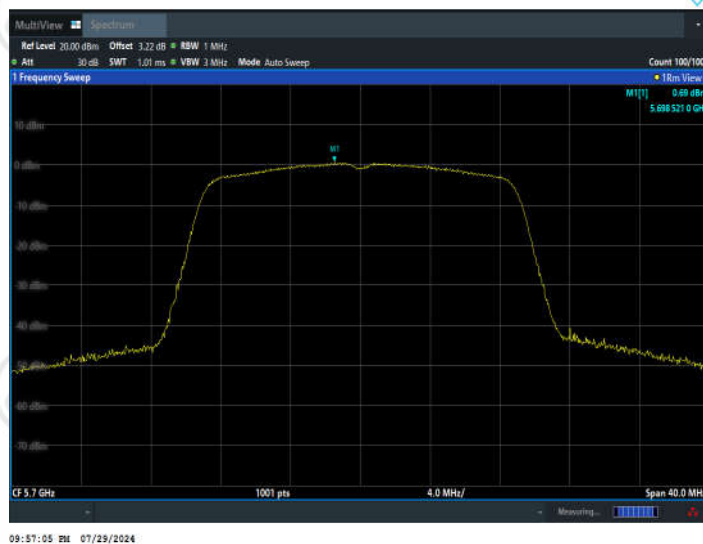 MultiView Spectrum
Ref Level 20.00 dBm Offset 3.22 dB RBW 1 MHz
Att 30 dB SWT 1.01 ms VBW 3 MHz Mode Auto Sweep Count 100/100
1 Frequency Sweep 1Rm View
M1[1] 0.69 dBm
5.698 521 0 GH
10 dBm
M1
0 dBm
-10 dBm
-20 dBm
-30 dBm
-40 dBm
-50 dBm
-60 dBm
-70 dBm
CF 5.7 GHz 1001 pts 4.0 MHz/ Span 40.0 MH
Measuring...
09:57:05 PM 07/29/2024